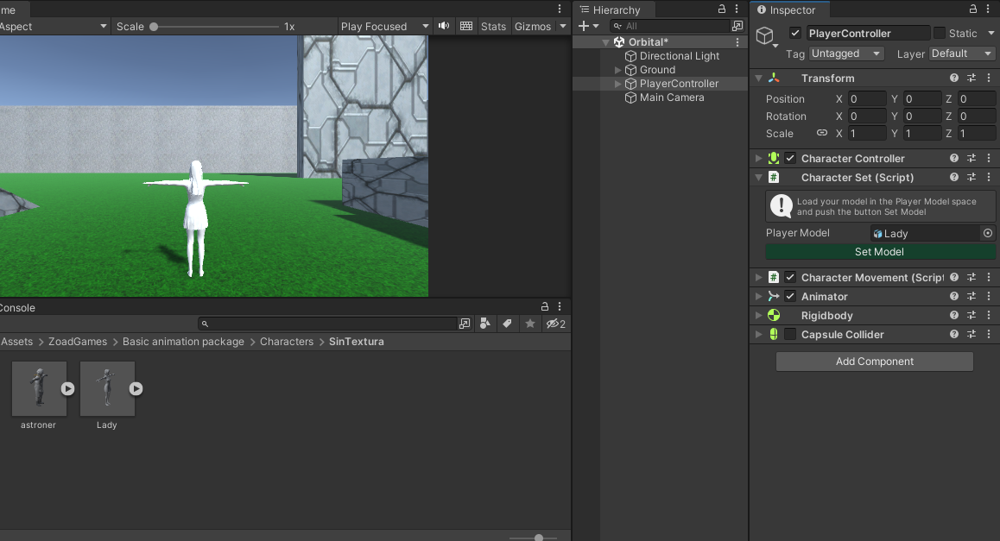 me
Aspect
Scale
1x
Play Focused
Stats
Gizmos
Hierarchy
All
Orbital*
Directional Light
Ground
PlayerController
Main Camera
Inspector
PlayerController
Static
Tag Untagged
Layer Default
Transform
Position X 0 Y 0 Z 0
Rotation X 0 Y 0 Z 0
Scale X 1 Y 1 Z 1
Character Controller
# Character Set (Script)
Load your model in the Player Model space
and push the button Set Model
Player Model Lady
Set Model
# Character Movement (Script
Animator
Rigidbody
Capsule Collider
Add Component
Console
2
Assets > ZoadGames > Basic animation package > Characters > SinTextura
astroner
Lady